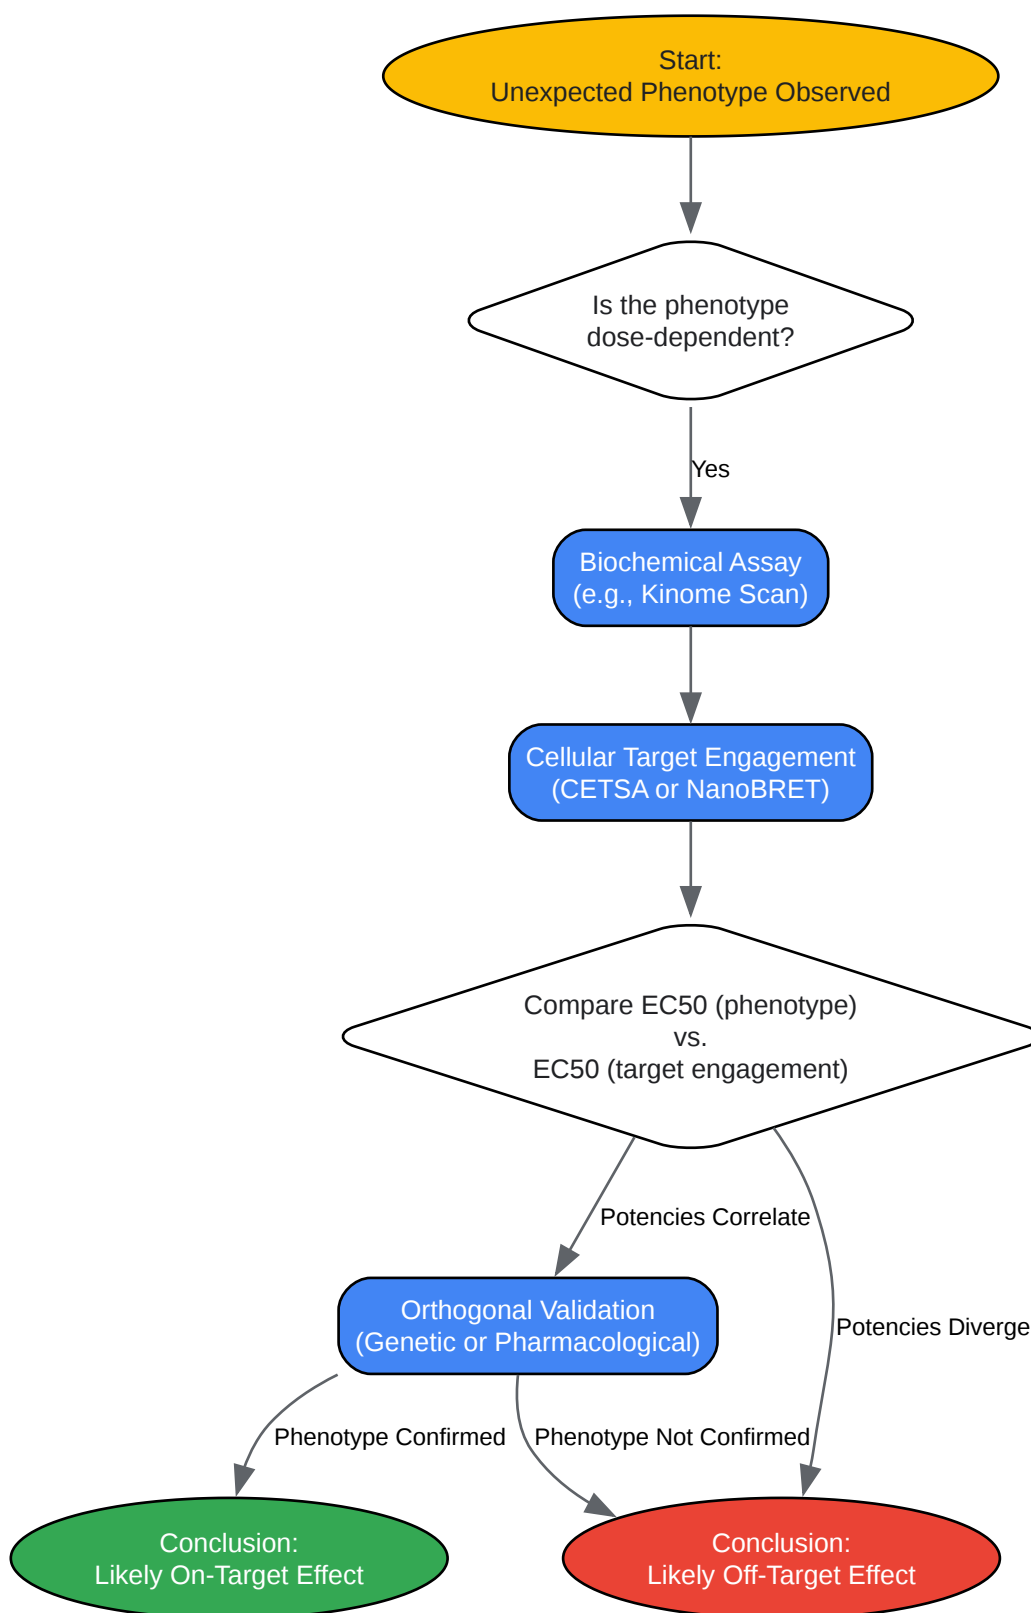 Start:
Unexpected Phenotype Observed
Is the phenotype
dose-dependent?
Yes
Biochemical Assay
(e.g., Kinome Scan)
Cellular Target Engagement
(CETSA or NanoBRET)
Compare EC50 (phenotype)
vs.
EC50 (target engagement)
Potencies Correlate
Potencies Diverge
Orthogonal Validation
(Genetic or Pharmacological)
Phenotype Confirmed
Phenotype Not Confirmed
Conclusion:
Likely On-Target Effect
Conclusion:
Likely Off-Target Effect